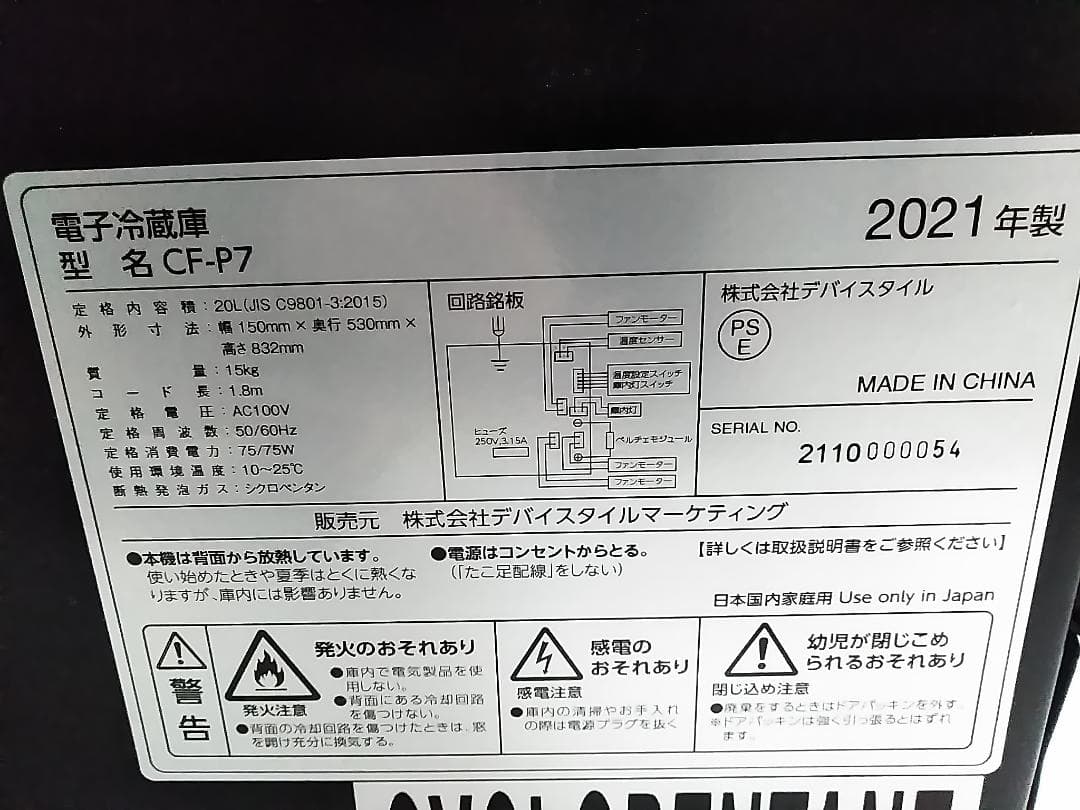 電子冷蔵庫
型 名 CF-P7
2021年製
定格内容積：20L(JIS C9801-3:2015)
外形寸法：幅150mm×奥行530mm×
高さ832mm
質量：15kg
コード長：1.8m
定格電圧：AC100V
定格周波数：50/60Hz
定格消費電力：75/75W
使用環境温度：10～25℃
断熱発泡ガス：シクロペンタン
回路銘板
ファンモーター
温度センサー
温度設定スイッチ
庫内灯スイッチ
庫内灯
ヒューズ
250V,3.15A
ペルチェモジュール
ファンモーター
ファンモーター
株式会社デバイスタイル
PS
E
MADE IN CHINA
SERIAL NO.
2110000054
販売元 株式会社デバイスタイルマーケティング
●本機は背面から放熱しています。
使い始めたときや夏季はとくに熱くな
りますが、庫内には影響ありません。
●電源はコンセントからとる。
(「たこ足配線」をしない)
【詳しくは取扱説明書をご参照ください】
日本国内家庭用 Use only in Japan
警告
発火のおそれあり
発火注意
●庫内で電気製品を使
用しない。
●背面にある冷却回路
を傷つけない。
●背面の冷却回路を傷つけたときは、窓
を開け充分に換気する。
感電の
おそれあり
感電注意
●庫内の清掃やお手入れ
の際は電源プラグを抜く
幼児が閉じこめ
られるおそれあり
閉じ込め注意
●廃棄をするときはドアパッキンを外す。
※ドアパッキンは強く引っ張るとはずれ
ます。
CYCLOPENTANE